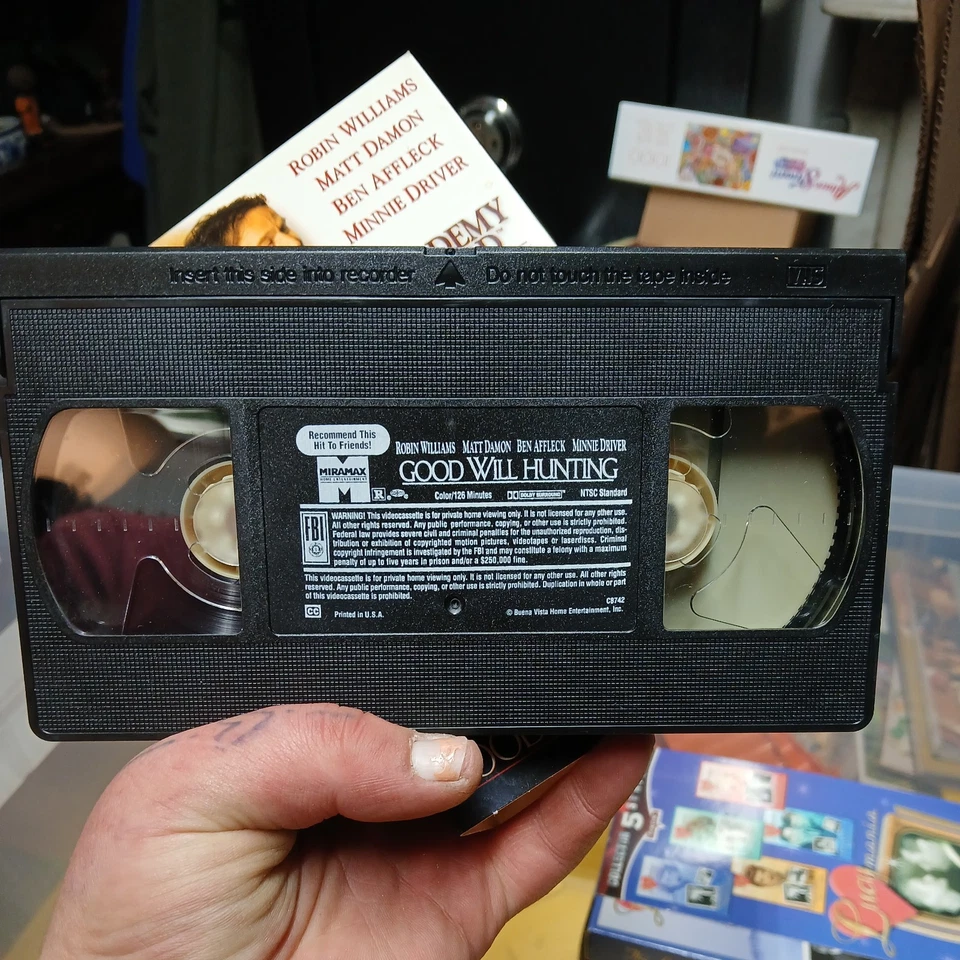 ROBIN WILLIAMS
MATT DAMON
BEN AFFLECK
MINNIE DRIVER
DEMY
Insert this side into recorder Do not touch the tape inside VHS
Recommend This
Hit To Friends!
ROBIN WILLIAMS MATT DAMON BEN AFFLECK MINNIE DRIVER
GOOD WILL HUNTING
MIRAMAX
HOME ENTERTAINMENT
R Color/126 Minutes DOLBY SURROUND NTSC Standard
FBI
WARNING! This videocassette is for private home viewing only. It is not licensed for any other use.
All other rights reserved. Any public performance, copying, or other use is strictly prohibited.
Federal law provides severe civil and criminal penalties for the unauthorized reproduction, dis-
tribution or exhibition of copyrighted motion pictures, videotapes or laserdiscs. Criminal
copyright infringement is investigated by the FBI and may constitute a felony with a maximum
penalty of up to five years in prison and/or a $250,000 fine.
This videocassette is for private home viewing only. It is not licensed for any other use. All other rights
reserved. Any public performance, copying, or other use is strictly prohibited. Duplication in whole or part
of this videocassette is prohibited.
C8742
CC Printed in U.S.A. © Buena Vista Home Entertainment, Inc.